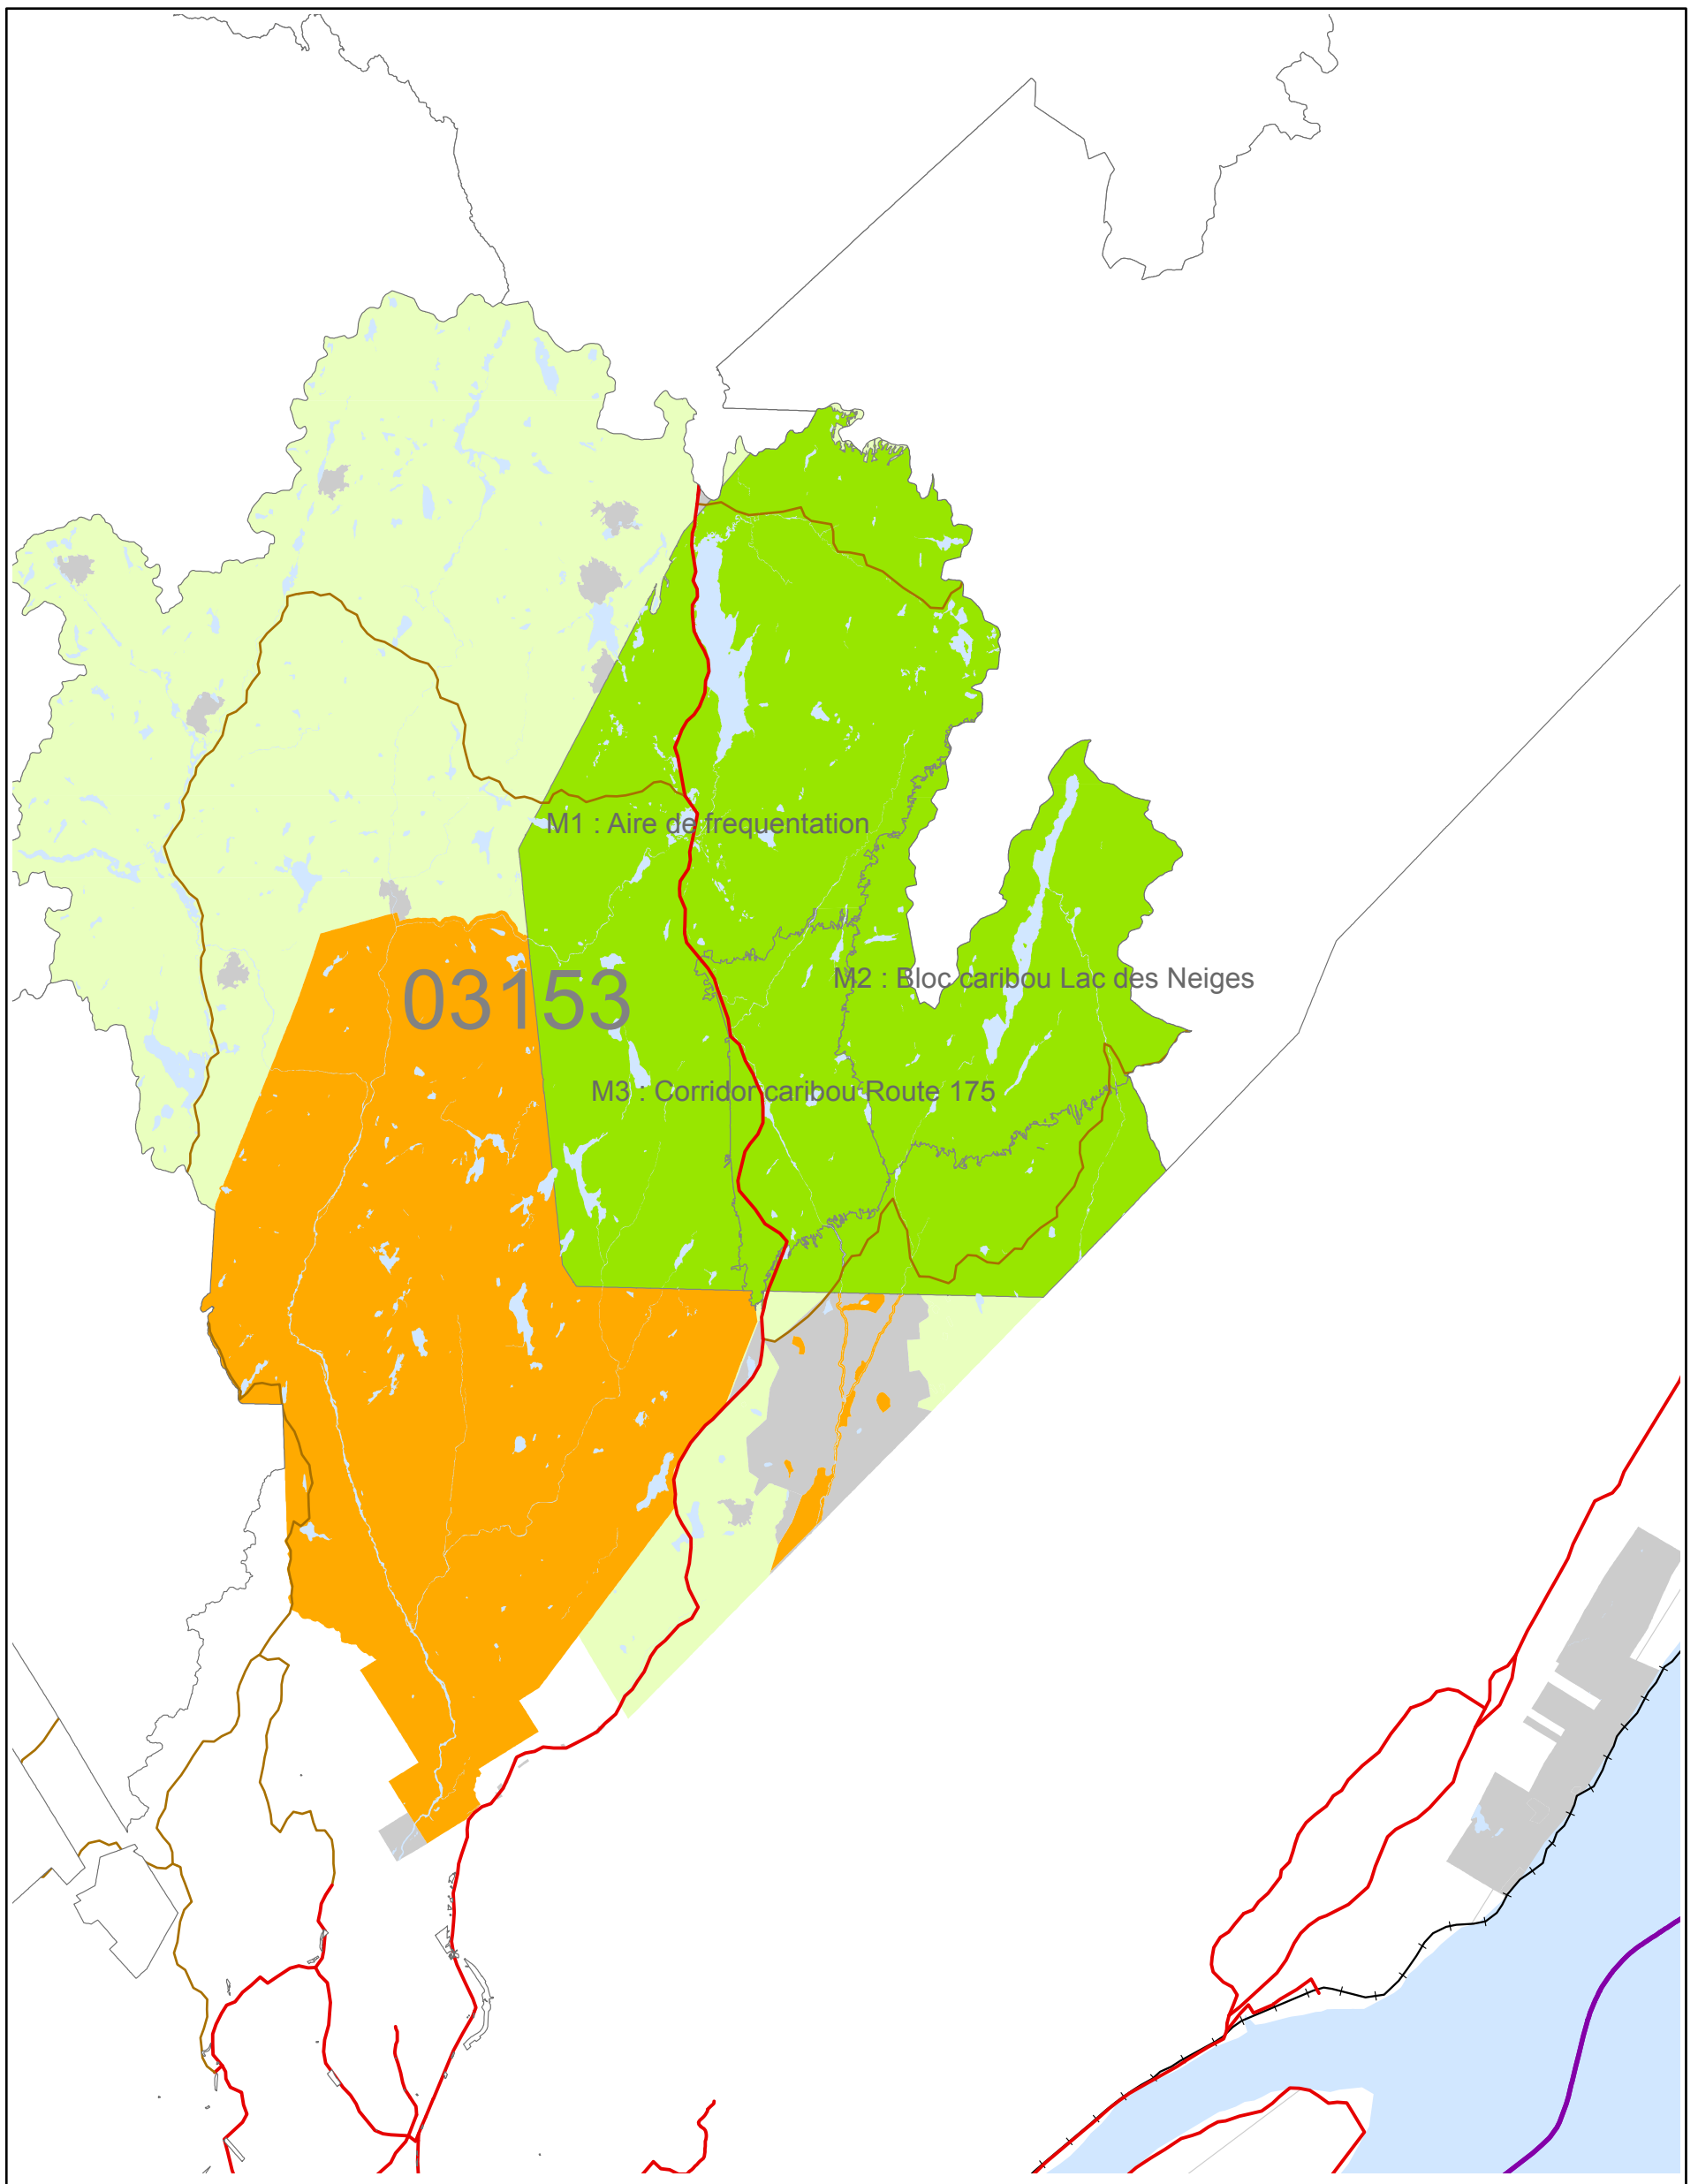 M1 : Aire de frequentation
03153
M2 : Bloc caribou Lac des Neiges
M3 : Corridor caribou Route 175